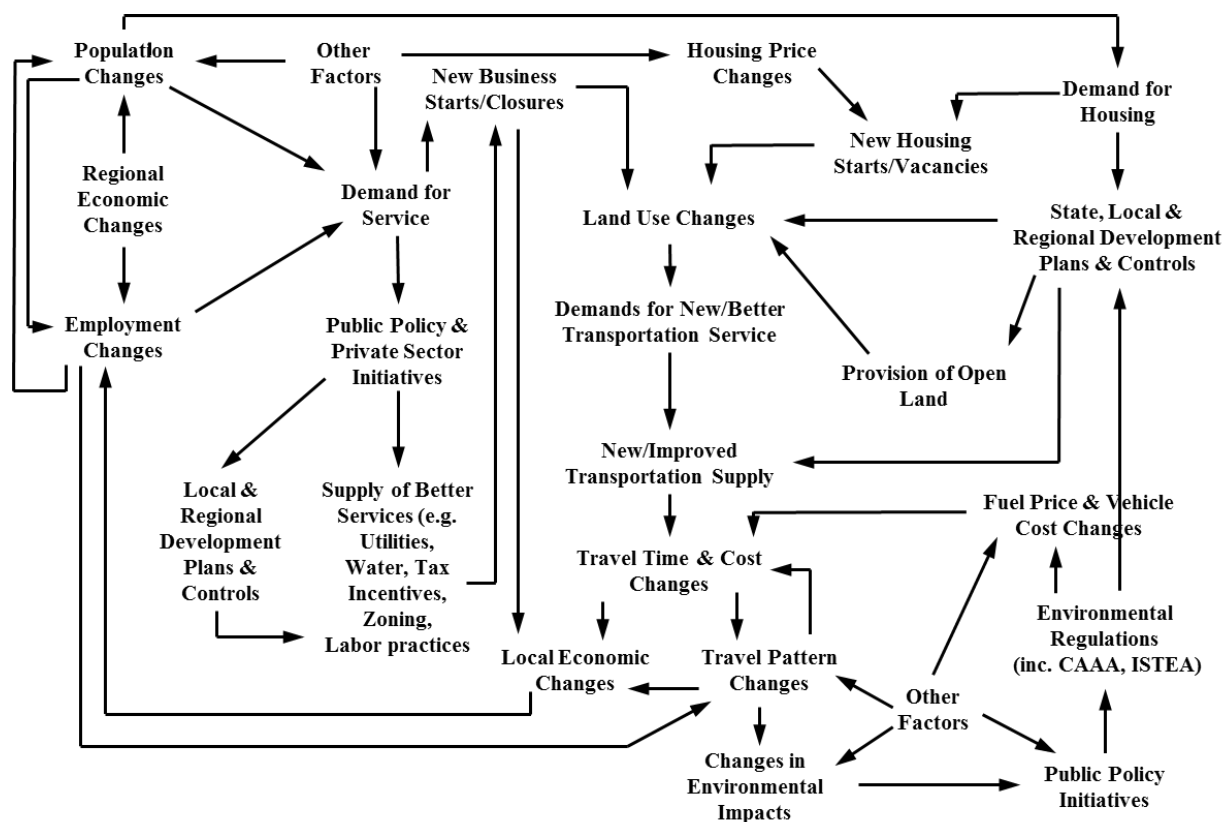 Population
Changes
Other
Factors
Housing Price
Changes
New Business
Starts/Closures
Demand for
Housing
New Housing
Starts/Vacancies
Regional
Economic
Changes
Demand for
Service
Land Use Changes
State, Local &
Regional Development
Plans & Controls
Employment
Changes
Public Policy &
Private Sector
Initiatives
Demands for New/Better
Transportation Service
Provision of Open
Land
New/Improved
Transportation Supply
Local &
Regional
Development
Plans &
Controls
Supply of Better
Services (e.g.
Utilities,
Water, Tax
Incentives,
Zoning,
Labor practices
Fuel Price & Vehicle
Cost Changes
Travel Time & Cost
Changes
Environmental
Regulations
(inc. CAAA, ISTEA)
Local Economic
Changes
Travel Pattern
Changes
Other
Factors
Changes in
Environmental
Impacts
Public Policy
Initiatives